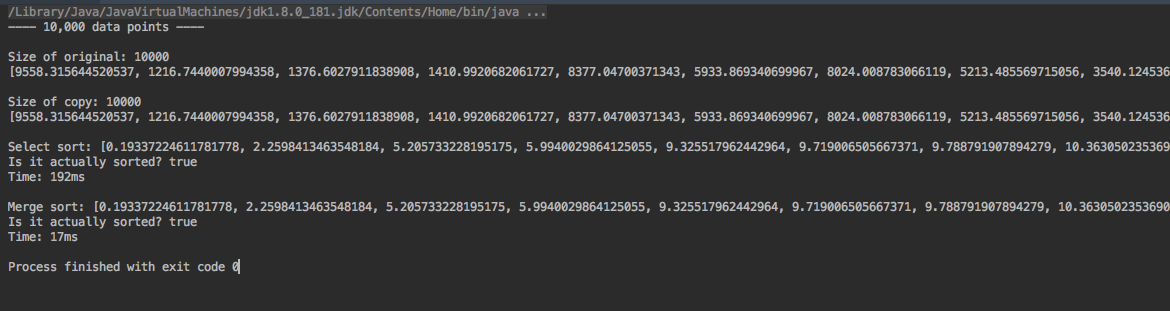 /Library/Java/JavaVirtualMachines/jdk1.8.0_181.jdk/Contents/Home/bin/java ...
---- 10,000 data points ----
Size of original: 10000
[9558.315644520537, 1216.7440007994358, 1376.6027911838908, 1410.9920682061727, 8377.04700371343, 5933.869340699967, 8024.008783066119, 5213.485569715056, 3540.124536
Size of copy: 10000
[9558.315644520537, 1216.7440007994358, 1376.6027911838908, 1410.9920682061727, 8377.04700371343, 5933.869340699967, 8024.008783066119, 5213.485569715056, 3540.124536
Select sort: [0.19337224611781778, 2.2598413463548184, 5.205733228195175, 5.9940029864125055, 9.325517962442964, 9.719006505667371, 9.788791907894279, 10.363050235369
Is it actually sorted? true
Time: 192ms
Merge sort: [0.19337224611781778, 2.2598413463548184, 5.205733228195175, 5.9940029864125055, 9.325517962442964, 9.719006505667371, 9.788791907894279, 10.3630502353690
Is it actually sorted? true
Time: 17ms
Process finished with exit code 0